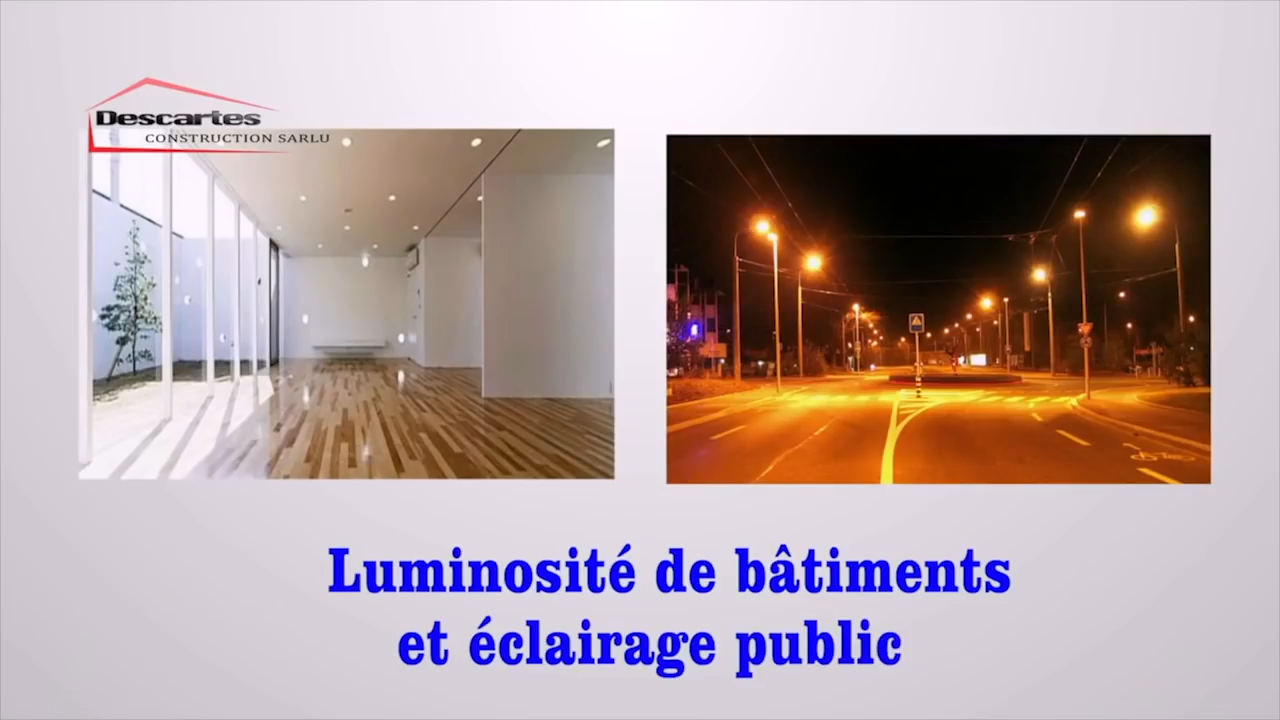 Descartes
CONSTRUCTION SARLU
Luminosité de bâtiments
et éclairage public